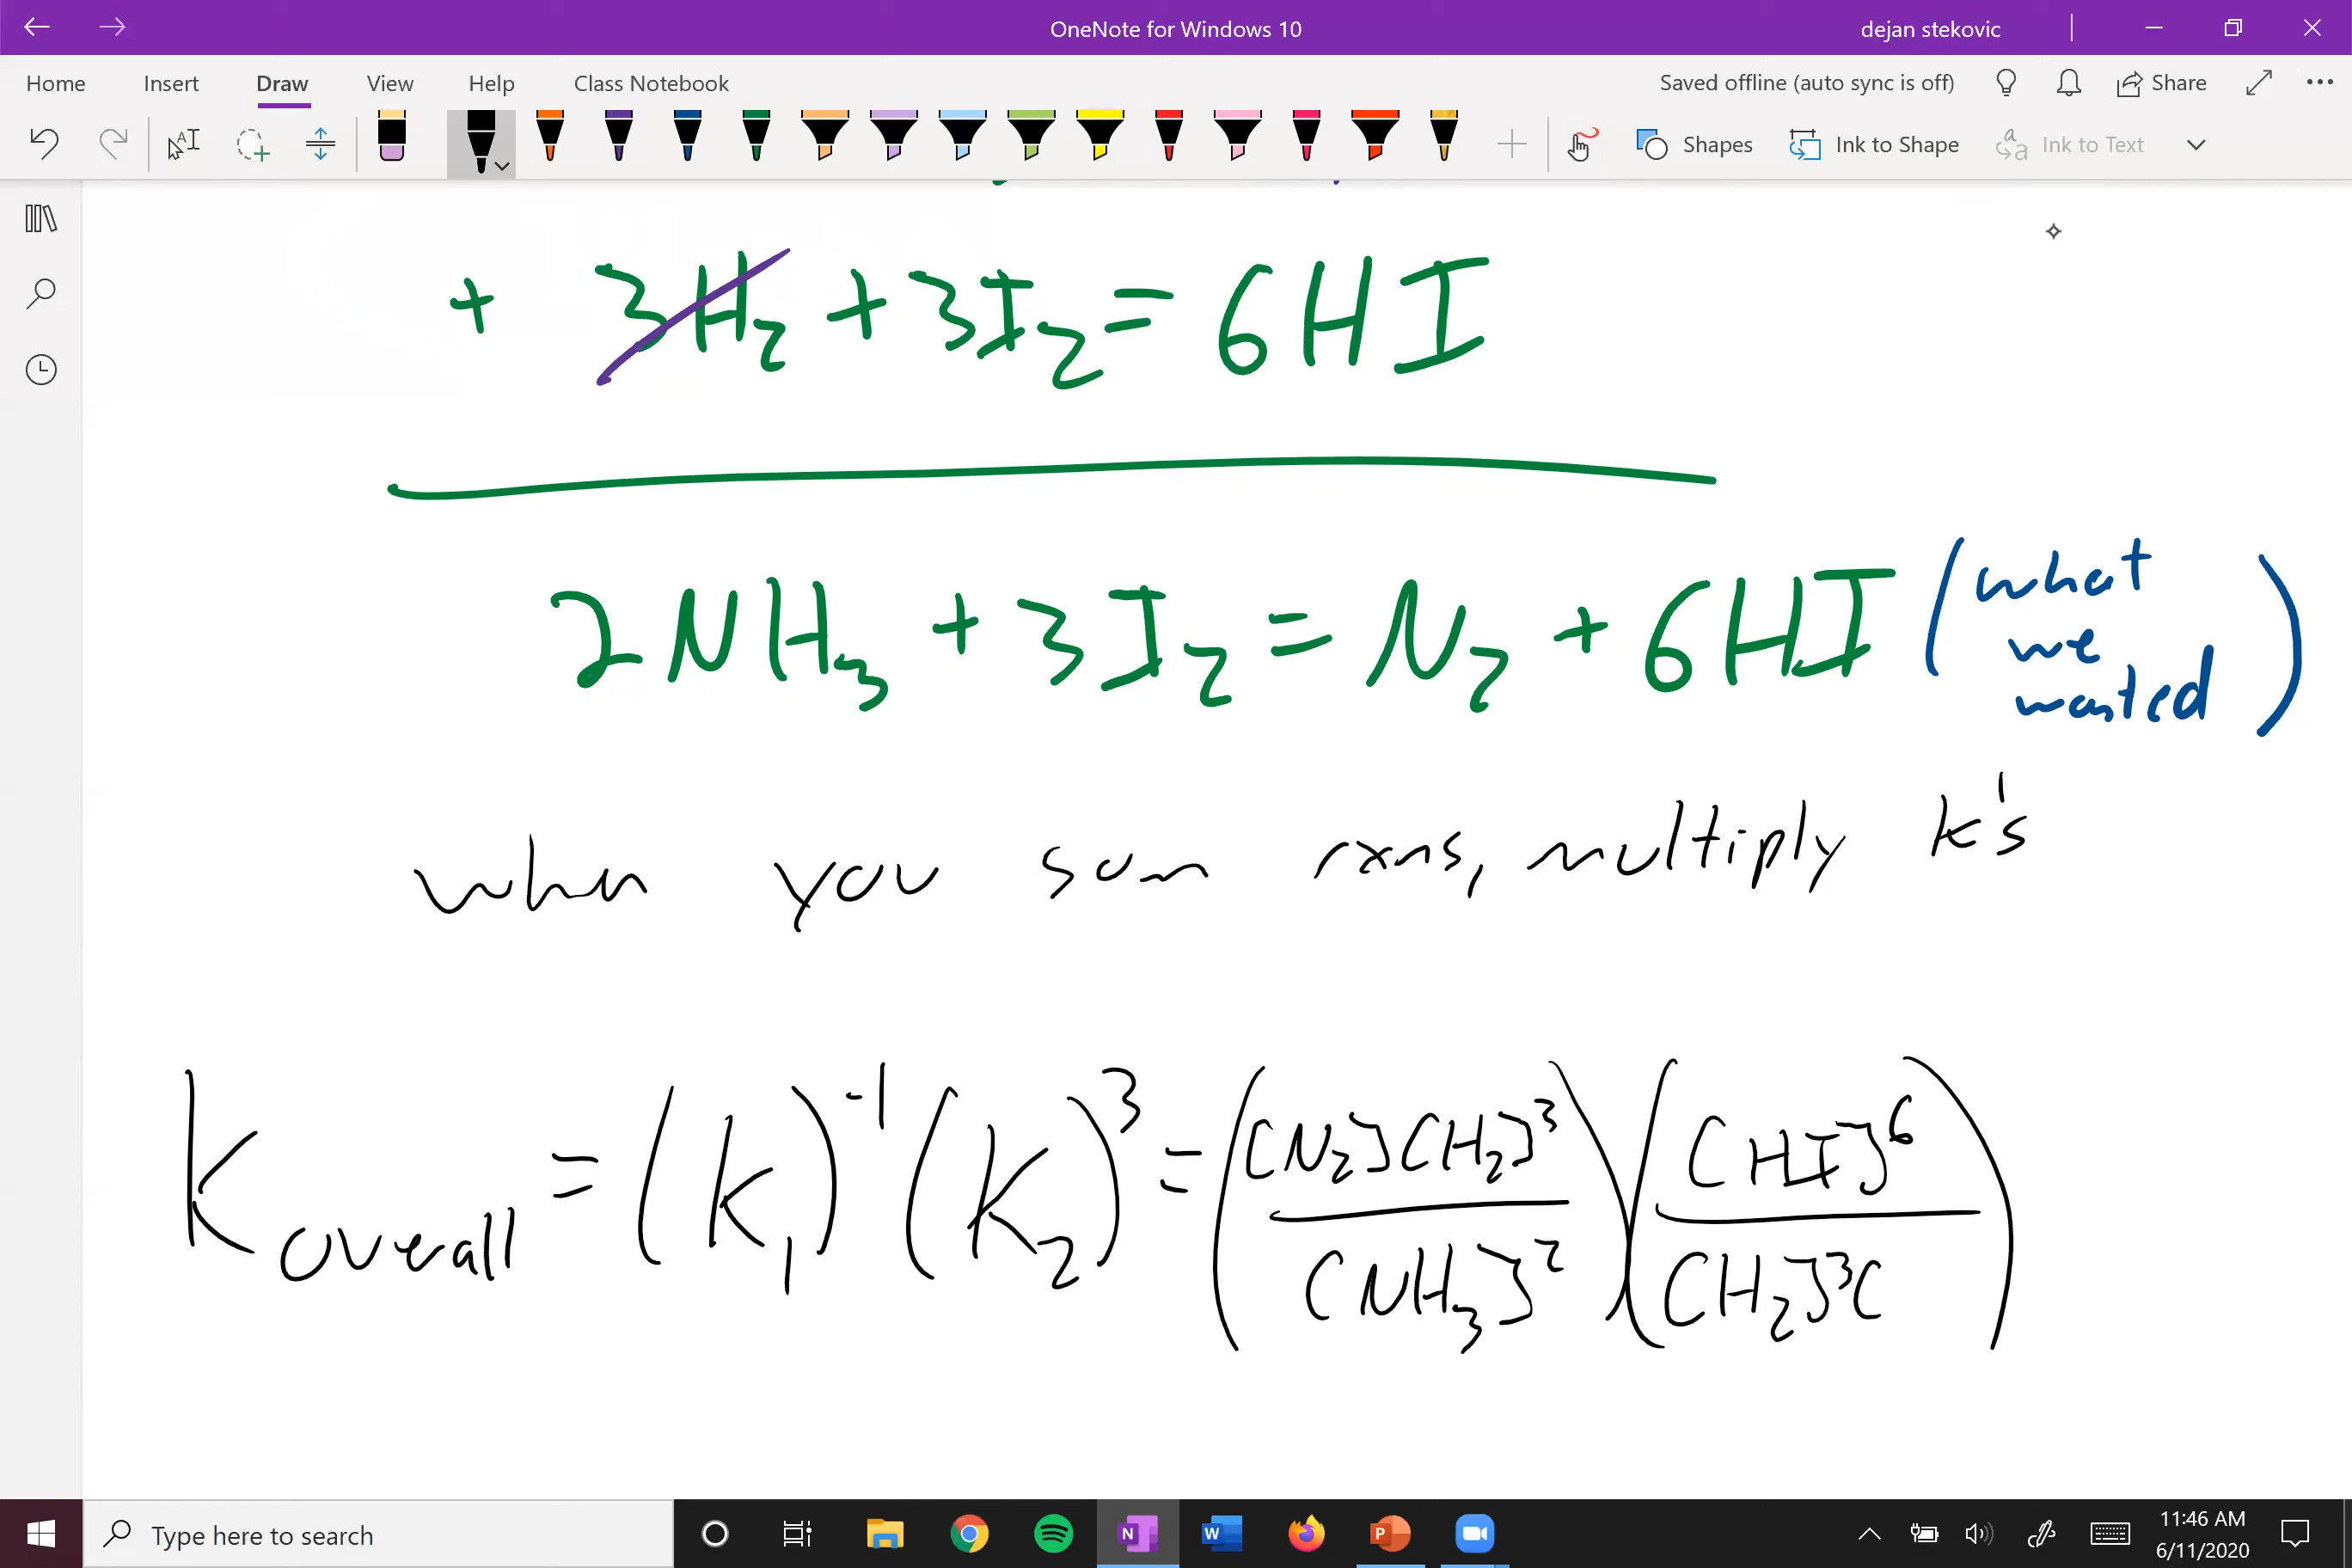 OneNote for Windows 10
dejan stekovic
Home Insert Draw View Help Class Notebook
Saved offline (auto sync is off) Share
Shapes Ink to Shape Ink to Text
+ 3H₂ + 3I₂ = 6HI
2NH₃ + 3I₂ = N₂ + 6HI (what we wanted)
when you sum rxns, multiply K's
K overall = (K₁)⁻¹ (K₂)³ = ([N₂][H₂]³ / [NH₃]²) ([HI]⁶ / [H₂]³[)
Type here to search
11:46 AM
6/11/2020